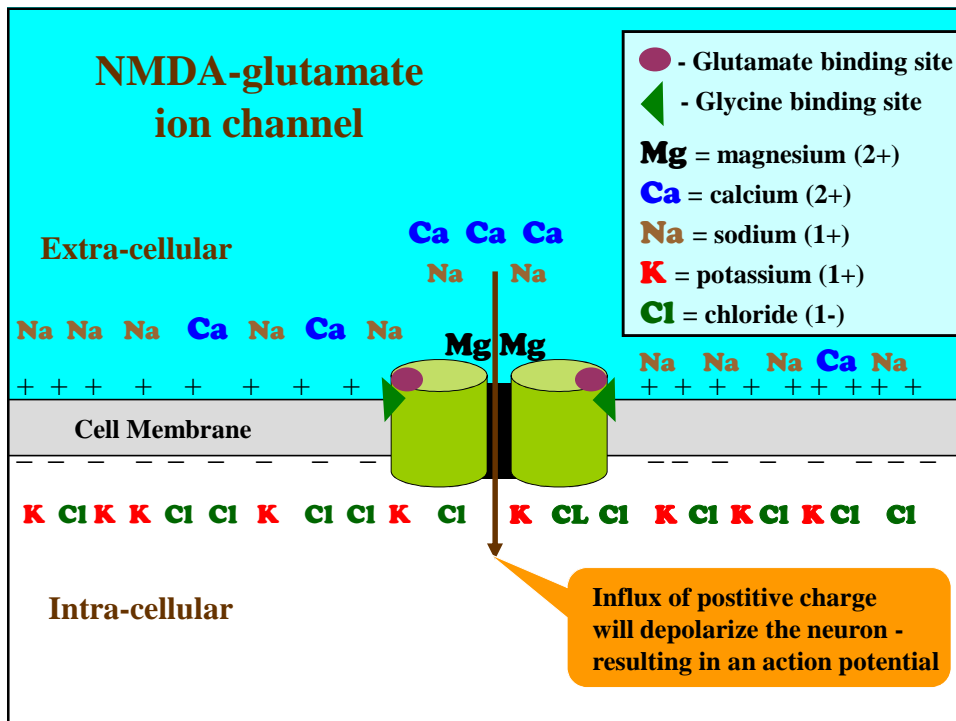 NMDA-glutamate
ion channel
- Glutamate binding site
- Glycine binding site
Mg = magnesium (2+)
Ca = calcium (2+)
Na = sodium (1+)
K = potassium (1+)
Cl = chloride (1-)
Extra-cellular
Ca Ca Ca
Na Na
Na Na Na Ca Na Ca Na
Mg Mg
Na Na Na Ca Na
+ + + + + + + +
+ + + + + + + + + +
Cell Membrane
– – – – – – – – –
– – – – – – – – – –
K Cl K K Cl Cl K Cl Cl K Cl K CL Cl K Cl K Cl K Cl Cl
Intra-cellular
Influx of postitive charge
will depolarize the neuron -
resulting in an action potential